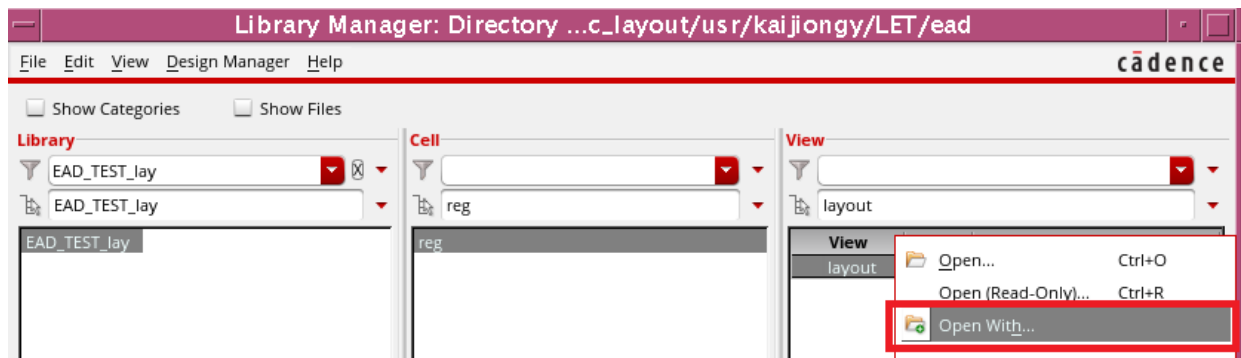 Library Manager: Directory ...c_layout/usr/kaijiongy/LET/ead
File Edit View Design Manager Help cādence
Show Categories Show Files
Library Cell View
EAD_TEST_lay
EAD_TEST_lay reg layout
EAD_TEST_lay reg View
layout
Open... Ctrl+O
Open (Read-Only)... Ctrl+R
Open With...